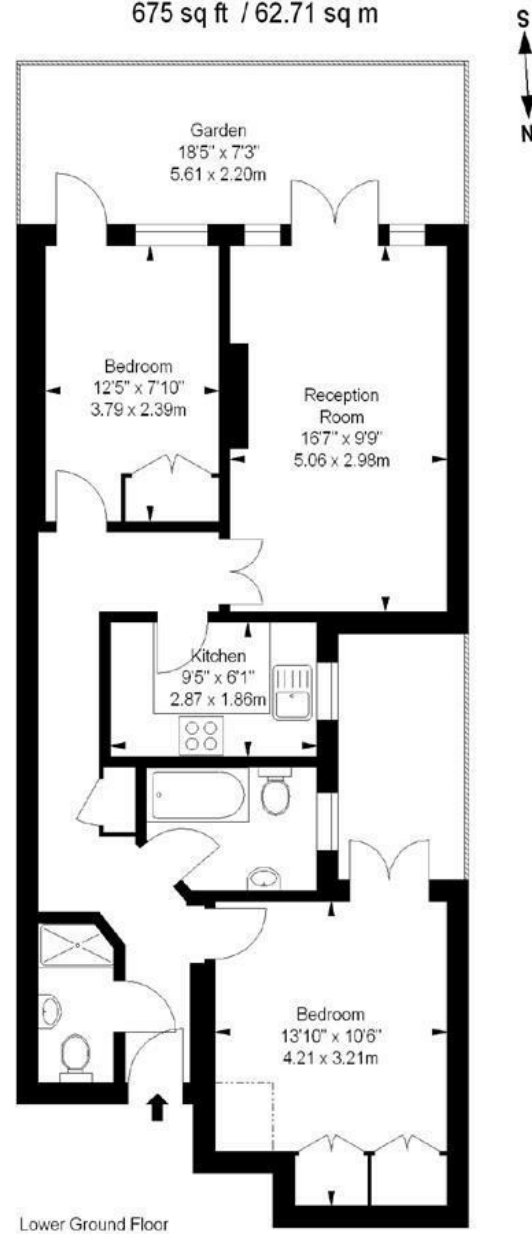 675 sq ft / 62.71 sq m
S
N
Garden
18'5" x 7'3"
5.61 x 2.20m
Bedroom
12'5" x 7'10"
3.79 x 2.39m
Reception
Room
16'7" x 9'9"
5.06 x 2.98m
Kitchen
9'5" x 6'1"
2.87 x 1.86m
Bedroom
13'10" x 10'6"
4.21 x 3.21m
Lower Ground Floor